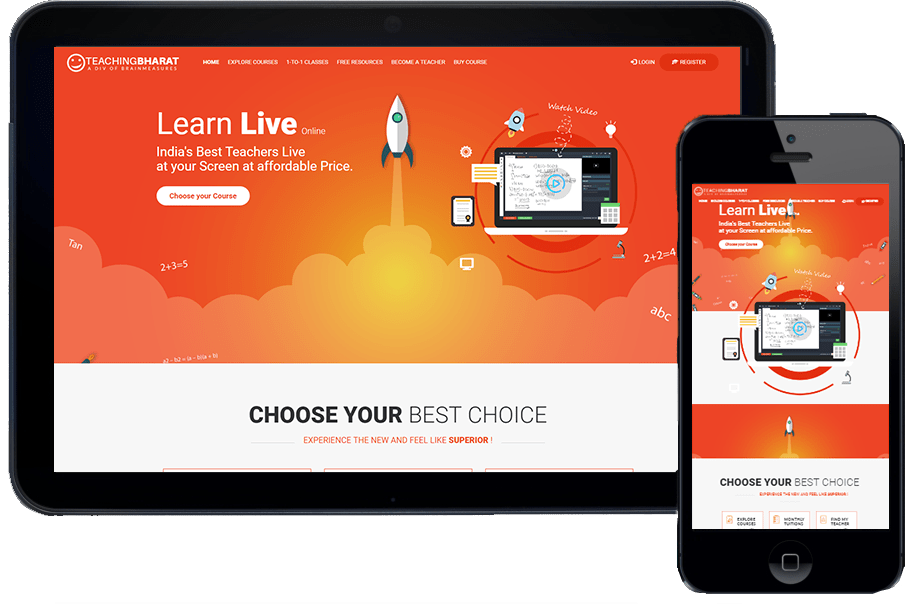 TEACHINGBHARAT
A DIV OF BRAINMEASURES
HOME EXPLORE COURSES 1-TO-1 CLASSES FREE RESOURCES BECOME A TEACHER BUY COURSE LOGIN REGISTER
Learn Live Online
India's Best Teachers Live
at your Screen at affordable Price.
Choose your Course
Watch Video
Tan
2+3=5
2+2=4
abc
CHOOSE YOUR BEST CHOICE
EXPERIENCE THE NEW AND FEEL LIKE SUPERIOR !
TEACHINGBHARAT
Learn Live
India's Best Teachers Live
at your Screen at affordable Price.
Choose your Course
Watch Video
CHOOSE YOUR BEST CHOICE
EXPERIENCE THE NEW AND FEEL LIKE SUPERIOR !
EXPLORE
COURSES
MONTHLY
TUITIONS
FIND MY
TEACHER